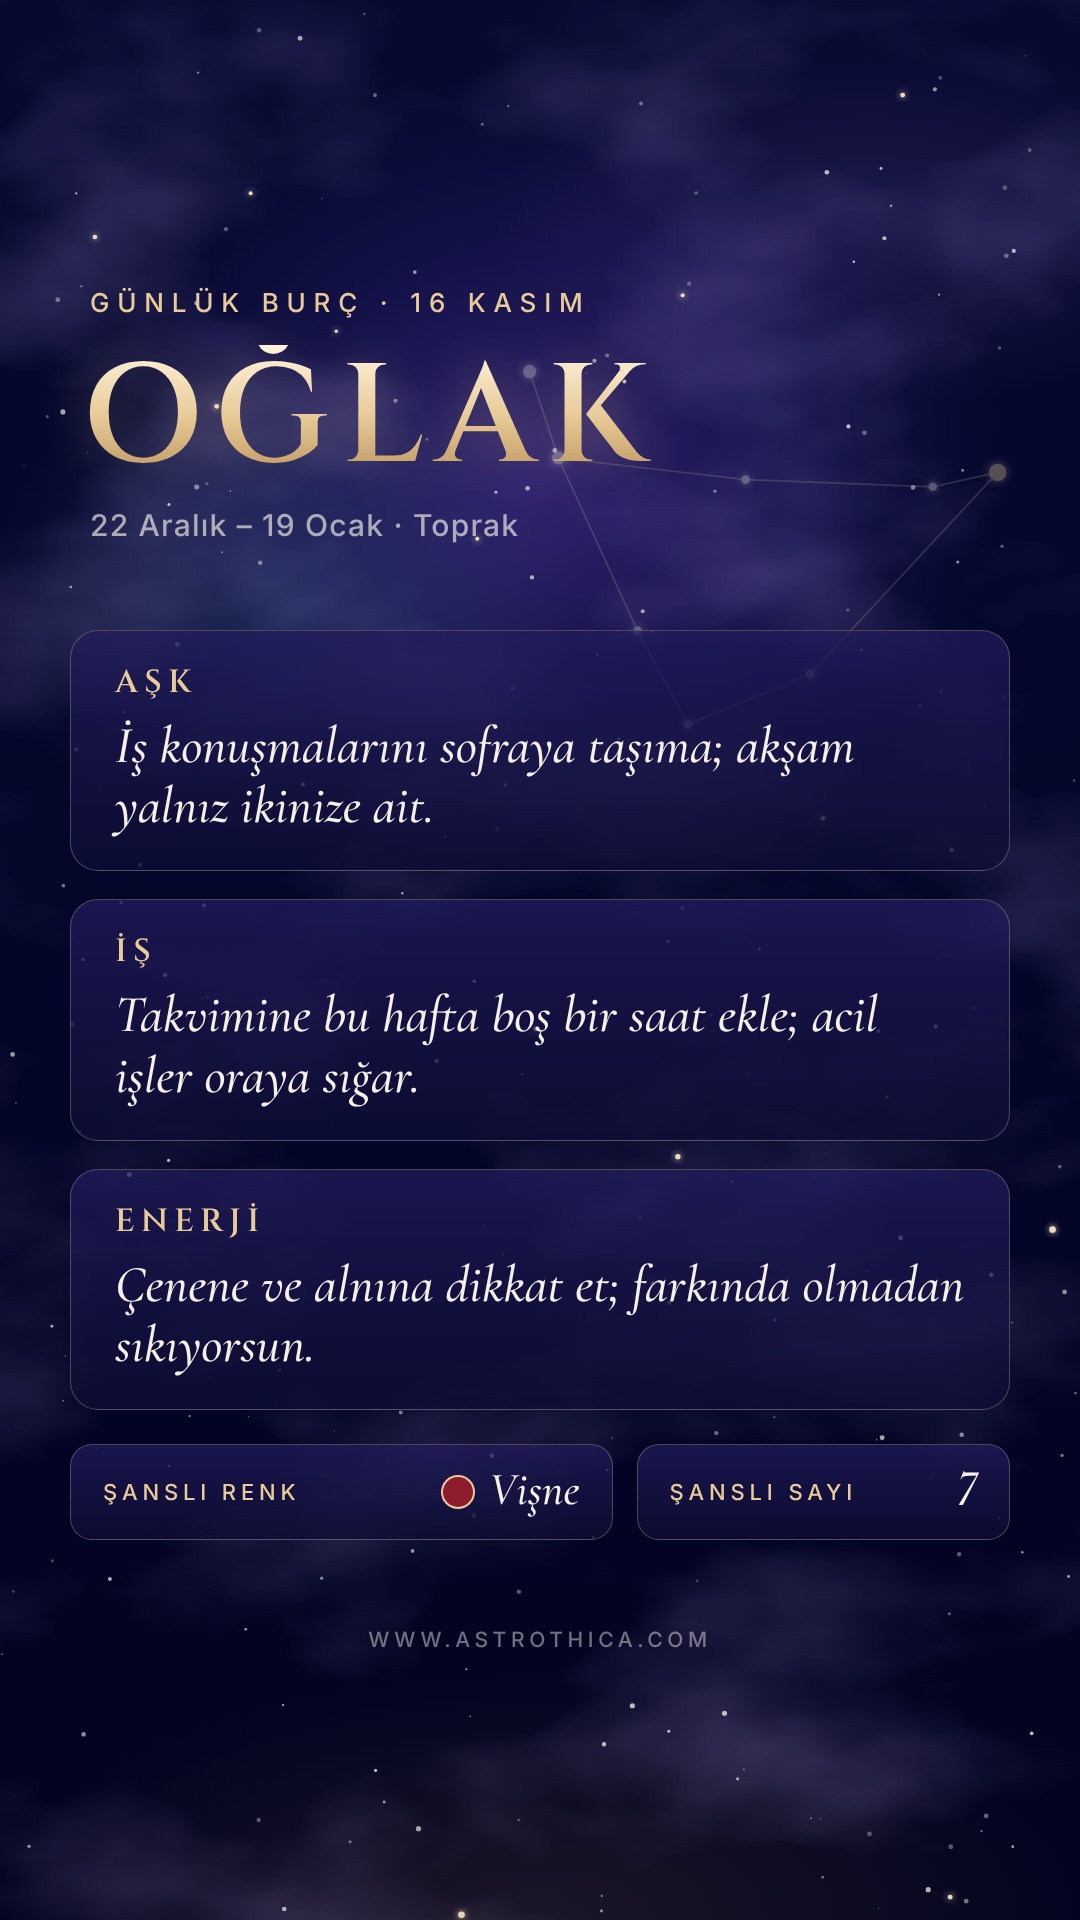 GÜNLÜK BURÇ · 16 KASIM
OĞLAK
22 Aralık – 19 Ocak · Toprak
AŞK
İş konuşmalarını sofraya taşıma; akşam
yalnız ikinize ait.
İŞ
Takvimine bu hafta boş bir saat ekle; acil
işler oraya sığar.
ENERJİ
Çenene ve alnına dikkat et; farkında olmadan
sıkıyorsun.
ŞANSLI RENK Vişne
ŞANSLI SAYI 7
WWW.ASTROTHICA.COM